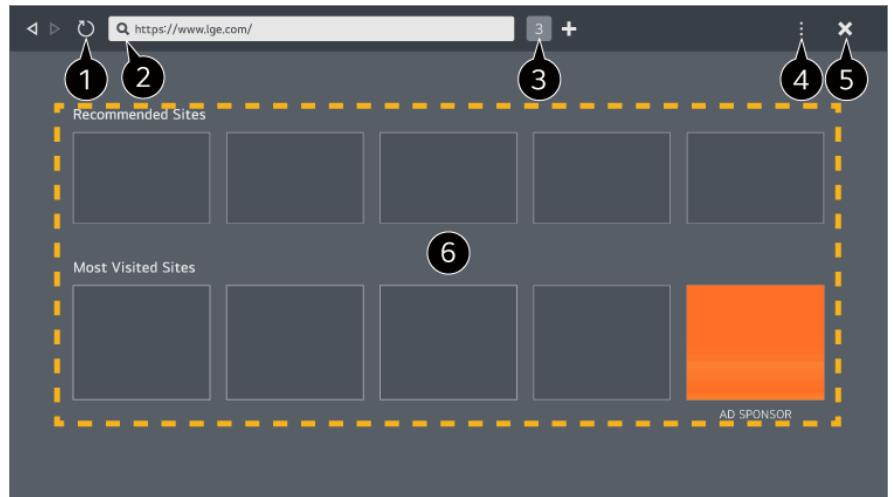 https://www.lge.com/ 3
1 2 3 4 5
Recommended Sites
6
Most Visited Sites
AD SPONSOR